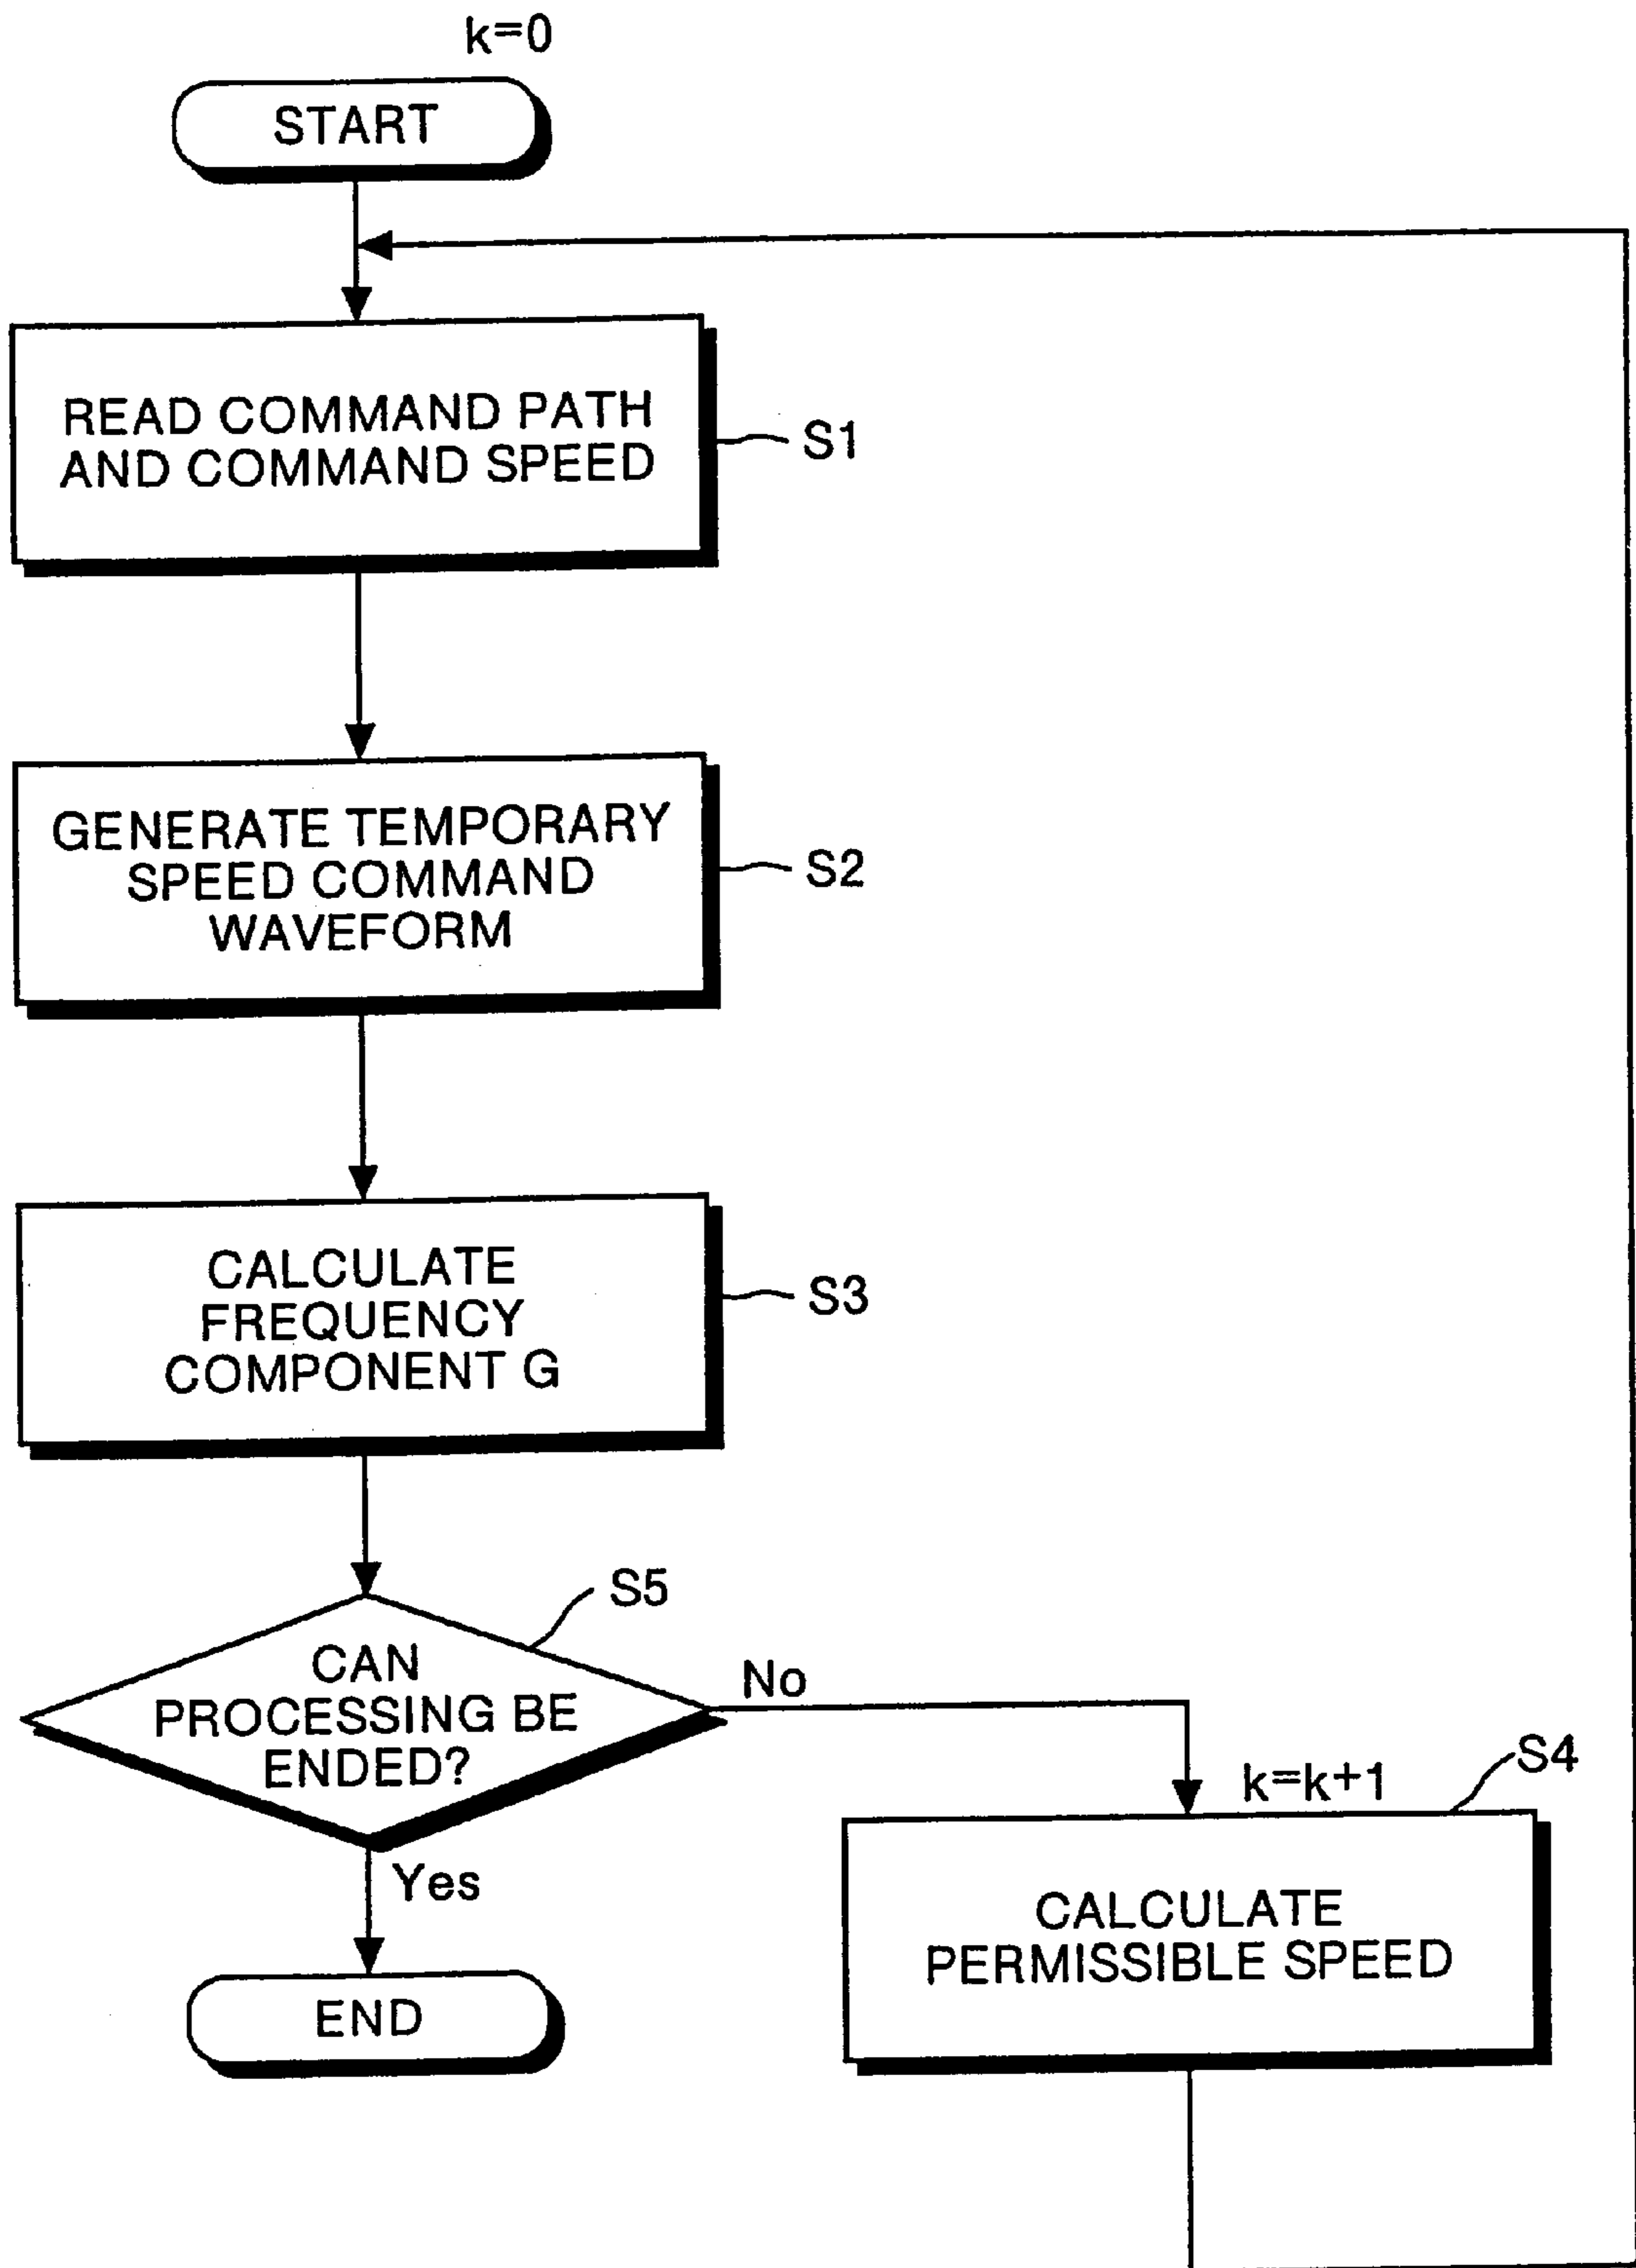 k=0
START
READ COMMAND PATH
AND COMMAND SPEED
S1
GENERATE TEMPORARY
SPEED COMMAND
WAVEFORM
S2
CALCULATE
FREQUENCY
COMPONENT G
S3
S5
CAN
PROCESSING BE
ENDED?
No
Yes
END
k=k+1
S4
CALCULATE
PERMISSIBLE SPEED